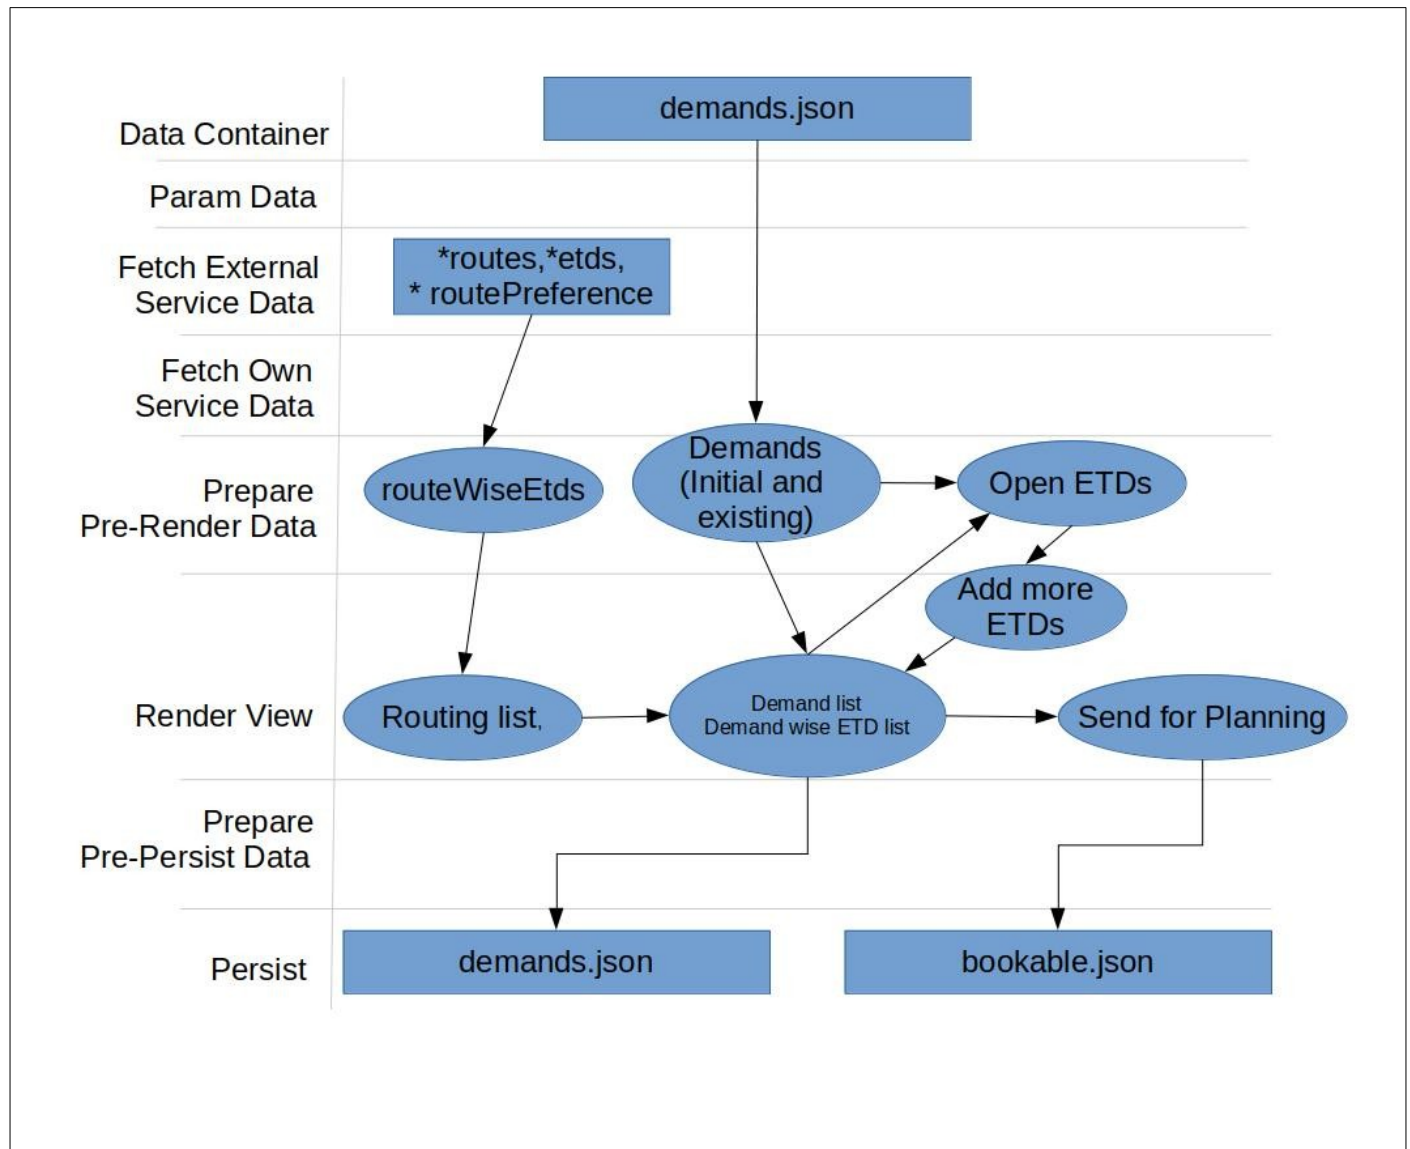 demands.json
Data Container
Param Data
Fetch External
Service Data
*routes,*etds,
* routePreference
Fetch Own
Service Data
Prepare
Pre-Render Data
routeWiseEtds
Demands
(Initial and
existing)
Open ETDs
Add more
ETDs
Render View
Routing list,
Demand list
Demand wise ETD list
Send for Planning
Prepare
Pre-Persist Data
Persist
demands.json
bookable.json